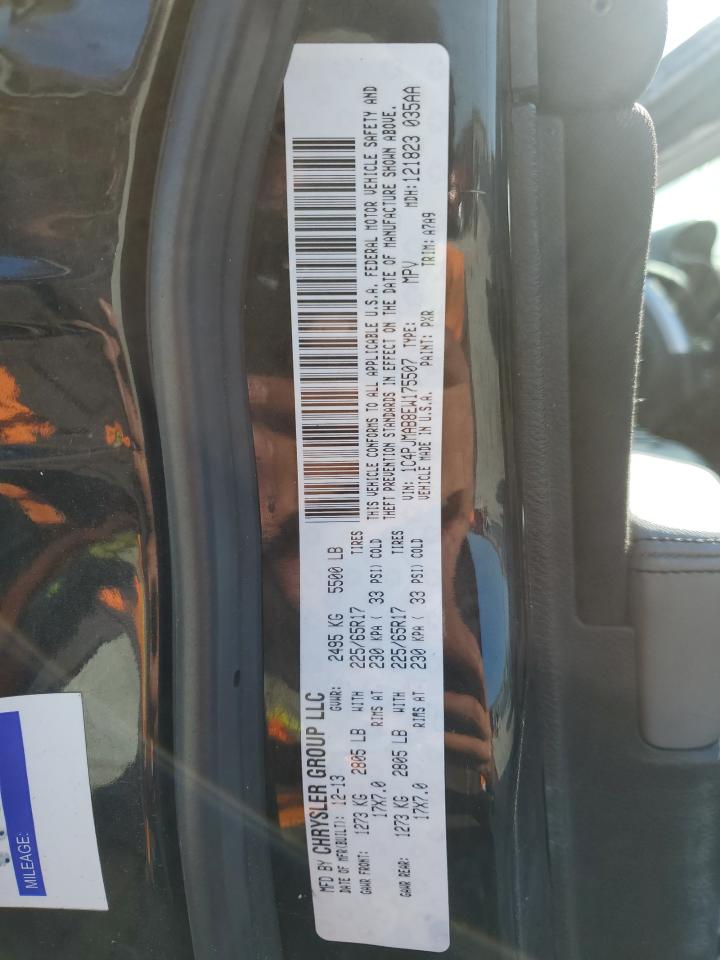 MFD BY CHRYSLER GROUP LLC
DATE OF MFR(BUILT): 12-13 GVWR: 2495 KG 5500 LB
GAWR FRONT: 1273 KG 2805 LB WITH 225/65R17 TIRES
17X7.0 RIMS AT 230 KPA ( 33 PSI) COLD
GAWR REAR: 1273 KG 2805 LB WITH 225/65R17 TIRES
17X7.0 RIMS AT 230 KPA ( 33 PSI) COLD
THIS VEHICLE CONFORMS TO ALL APPLICABLE U.S.A. FEDERAL MOTOR VEHICLE SAFETY AND
THEFT PREVENTION STANDARDS IN EFFECT ON THE DATE OF MANUFACTURE SHOWN ABOVE.
VIN: 1C4PJMAB8EW175507 TYPE: MPV MDH: 121823 035AA
VEHICLE MADE IN U.S.A. PAINT: PXR TRIM: A7A9
MILEAGE: